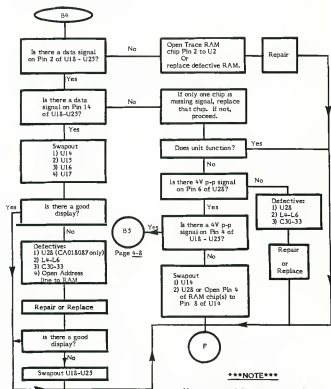 B4
Is there a data signal
on Pin 2 of U18 - U25?
No
Open Trace RAM
chip Pin 2 to U2
Or
replace defective RAM.
Repair
Yes
Is there a data
signal on Pin 14
of U18-U25?
No
If only one chip is
missing signal, replace
that chip. If not,
proceed.
Yes
Swapout
1) U14
2) U15
3) U16
4) U17
Does unit function?
Yes
No
Is there 4V p-p signal
on Pin 6 of U28?
No
Yes
Is there a good
display?
Yes
No
B5
Page 4-8
Yes
Is there a 4V p-p
signal on Pin 4 of
U18 - U25?
No
Defective:
1) U28
2) L4-L6
3) C30-33
Repair
or
Replace
Defective:
1) U28 (CA018087 only)
2) L4-L6
3) C30-33
4) Open Address
line to RAM
Swapout
1) U14
2) U28 or Open Pin 4
of RAM chip(s) to
Pin 8 of U14
Repair or Replace
Is there a good
display?
No
F
Swapout U18-U25
***NOTE***